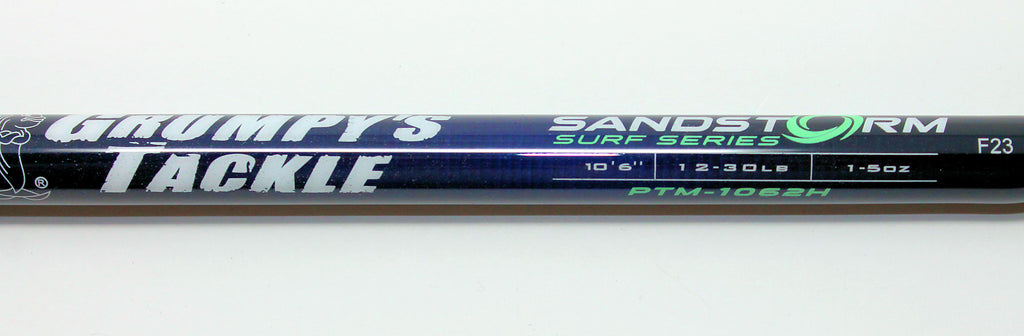 GRUMPY'S
TACKLE
®
SANDSTORM
SURF SERIES
10'6" 12-30LB 1-5OZ
PTM-1062H
F23